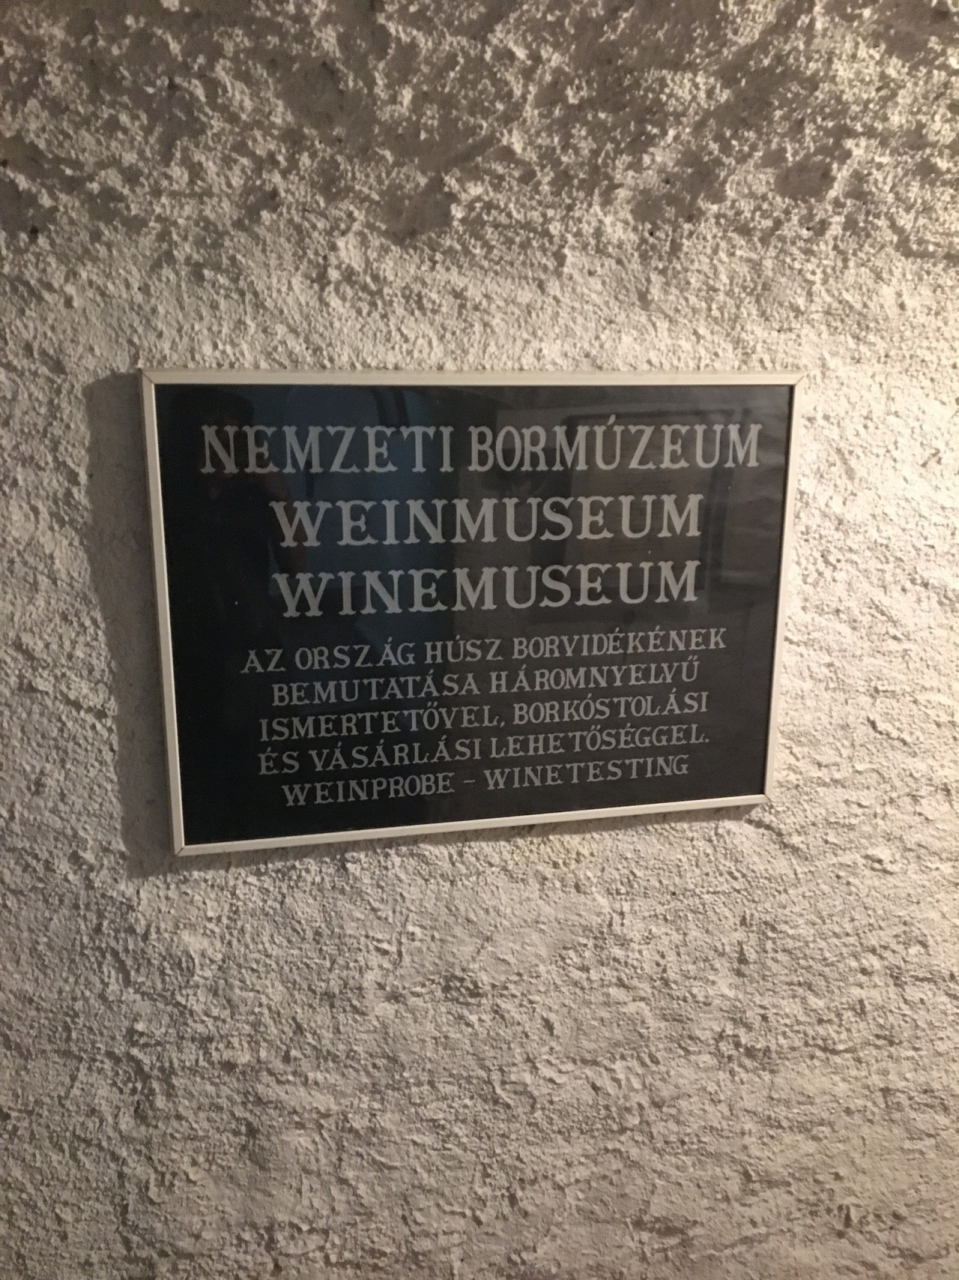 NEMZETI BORMÚZEUM
WEINMUSEUM
WINEMUSEUM
AZ ORSZÁG HÚSZ BORVIDÉKÉNEK
BEMUTATÁSA HÁROMNYELVŰ
ISMERTETŐVEL, BORKÓSTOLÁSI
ÉS VÁSÁRLÁSI LEHETŐSÉGGEL.
WEINPROBE - WINETESTING